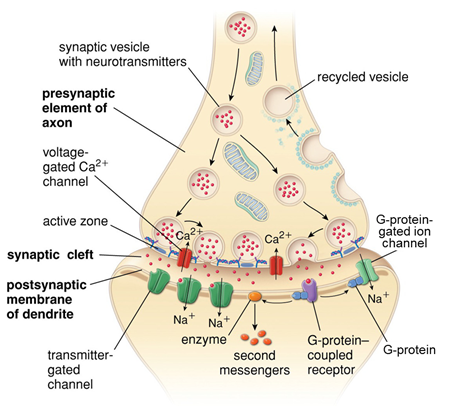 synaptic vesicle
with neurotransmitters
recycled vesicle
presynaptic
element of
axon
voltage-
gated Ca2+
channel
Ca2+
Ca2+
G-protein-
gated ion
channel
active zone
synaptic cleft
postsynaptic
membrane
of dendrite
Na+
Na+
Na+
enzyme
transmitter-
gated
channel
second
messengers
G-protein–
coupled
receptor
G-protein